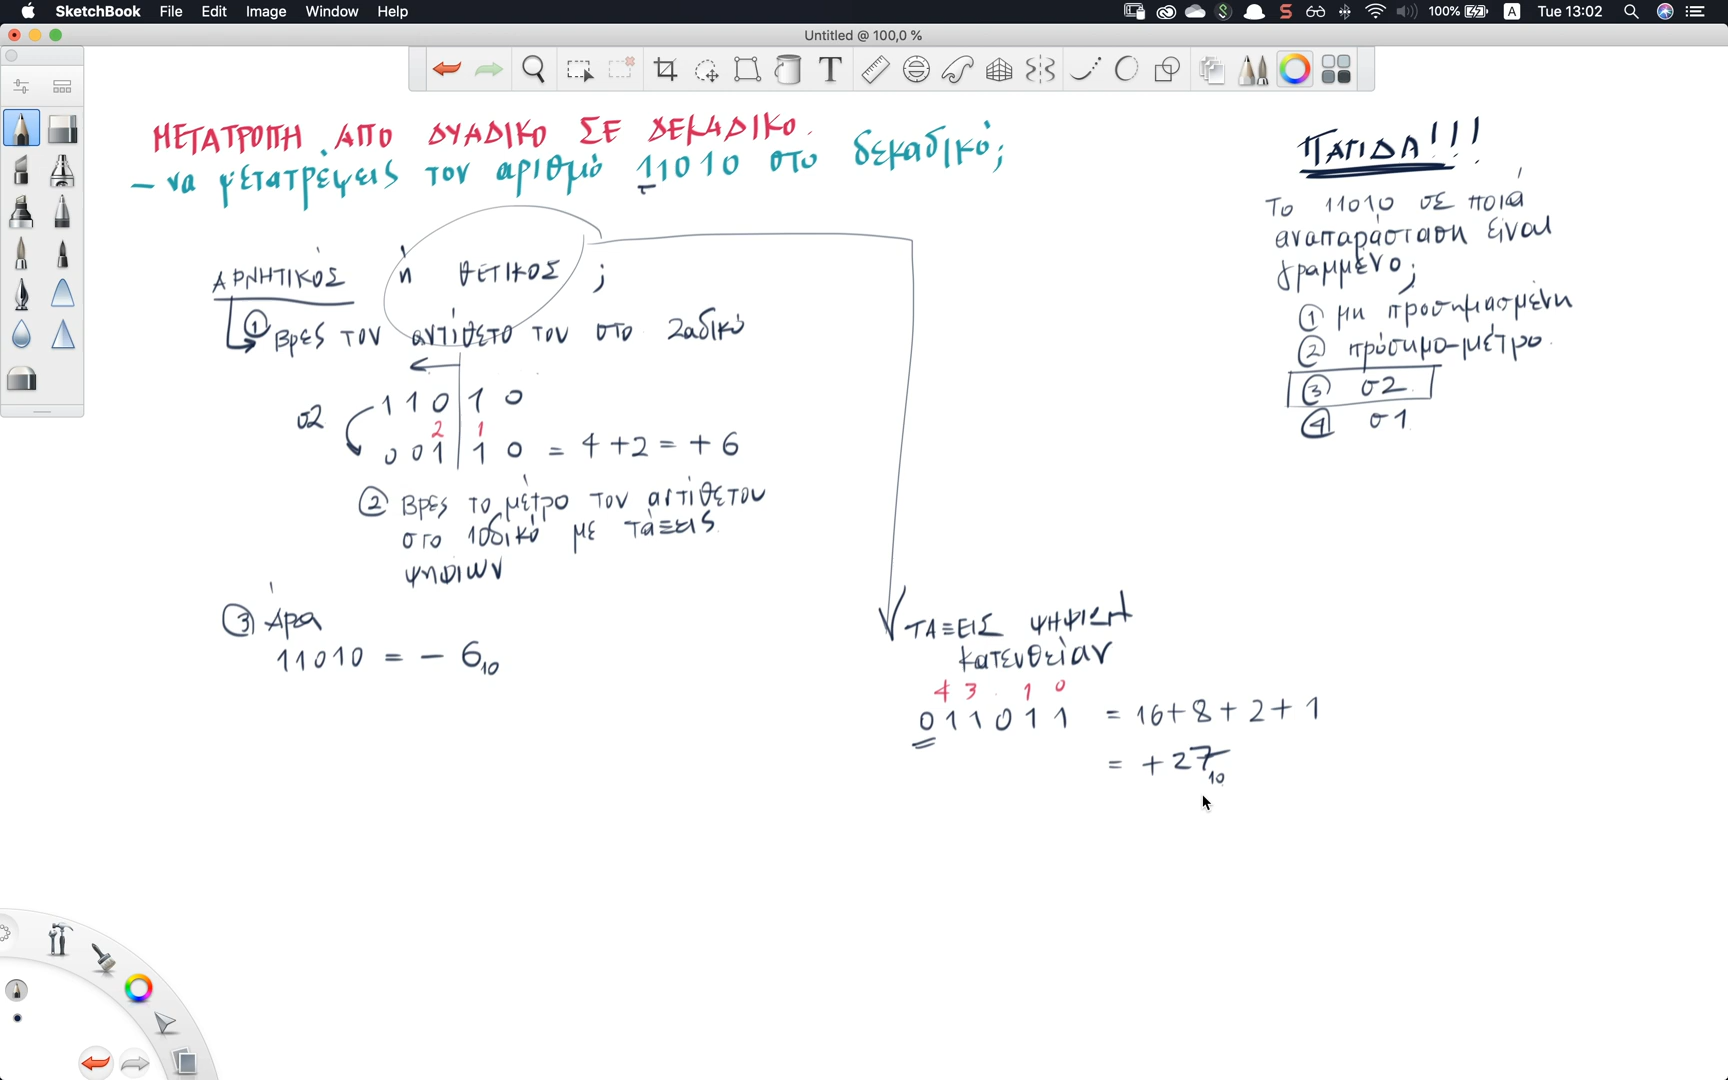 SketchBook File Edit Image Window Help
100% A Tue 13:02
Untitled @ 100,0 %
ΜΕΤΑΤΡΟΠΗ ΑΠΟ ΔΥΑΔΙΚΟ ΣΕ ΔΕΚΑΔΙΚΟ.
- να μετατρέψεις τον αριθμό 11010 στο δεκαδικό;
ΑΡΝΗΤΙΚΌΣ ή ΘΕΤΙΚΟΣ ;
① ΒΡΕΣ ΤΟΝ αντίθετο του στο 2αδικό
σ2
1 1 0 1 0
2 1
0 0 1 1 0 = 4 + 2 = + 6
② ΒΡΕΣ ΤΟ μέτρο του αντίθετου
στο 10δικό με τάξεις
ψηφίων
③ Άρα
11010 = - 6₁₀
ΠΑΓΙΔΑ!!!
Το 11010 σε ποιά
αναπαράσταση είναι
γραμμένο;
① μη προσημασμένη
② πρόσημο-μέτρο.
③ σ2
④ σ1
ΤΑΞΕΙΣ ΨΗΦΙΩΝ
κατευθείαν
4 3 1 0
0 1 1 0 1 1 = 16 + 8 + 2 + 1
= +27₁₀